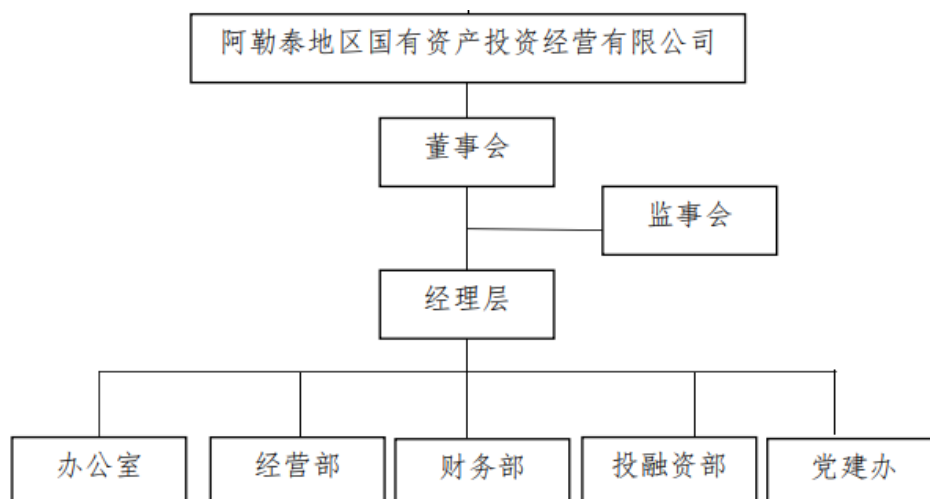 阿勒泰地区国有资产投资经营有限公司
董事会
监事会
经理层
办公室
经营部
财务部
投融资部
党建办